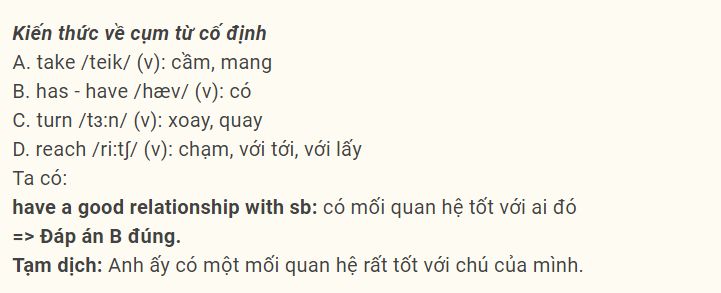 Kiến thức về cụm từ cố định
A. take /teik/ (v): cầm, mang
B. has - have /hæv/ (v): có
C. turn /tɜːn/ (v): xoay, quay
D. reach /ri:tʃ/ (v): chạm, với tới, với lấy
Ta có:
have a good relationship with sb: có mối quan hệ tốt với ai đó
=> Đáp án B đúng.
Tạm dịch: Anh ấy có một mối quan hệ rất tốt với chú của mình.